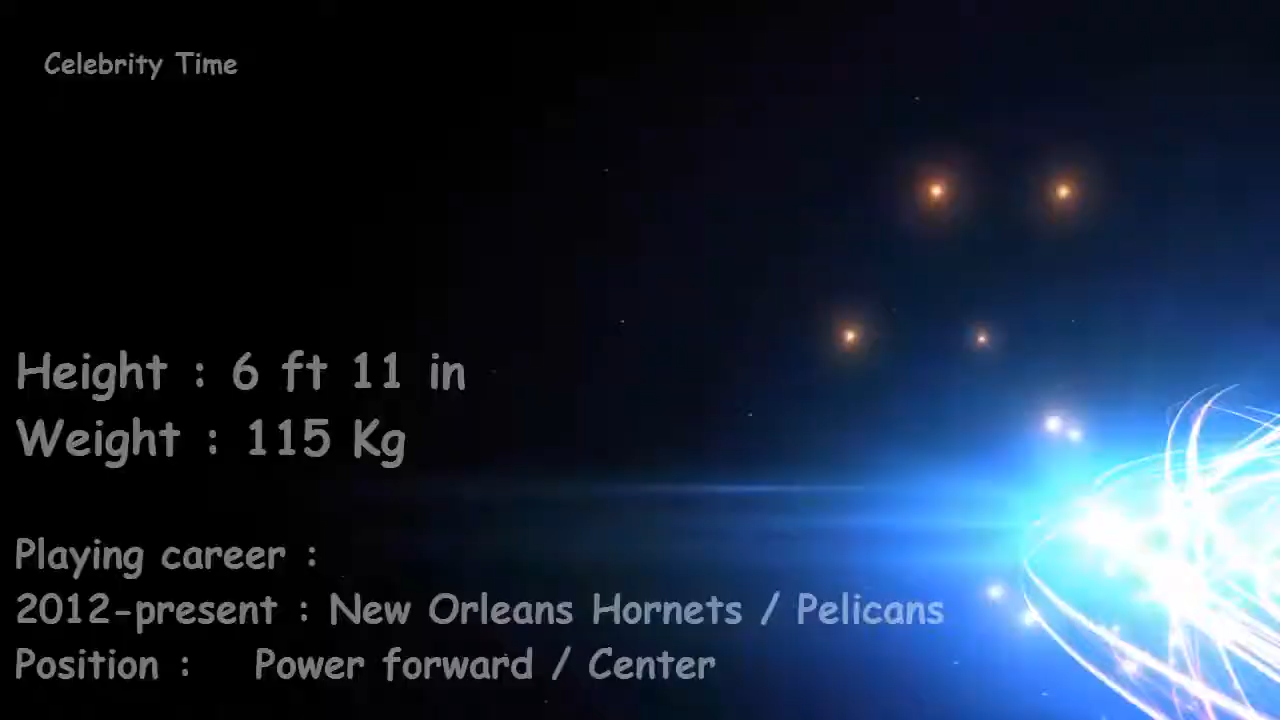 Celebrity Time
Height : 6 ft 11 in
Weight : 115 Kg
Playing career :
2012-present : New Orleans Hornets / Pelicans
Position : Power forward / Center